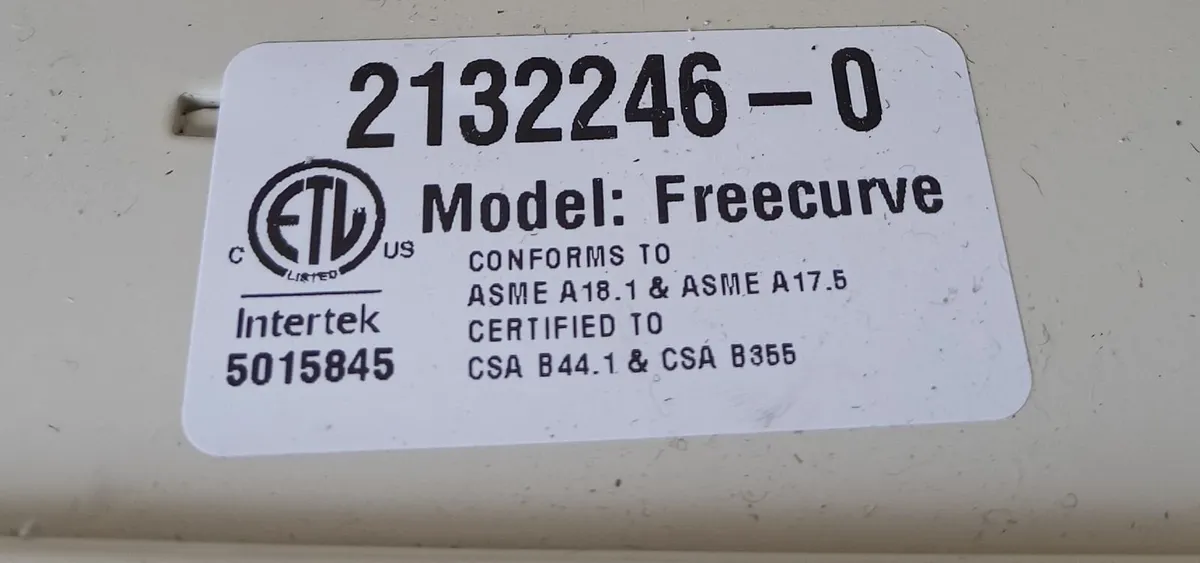 2132246-0
Model: Freecurve
ETL
C
US
LISTED
Intertek
5015845
CONFORMS TO
ASME A18.1 & ASME A17.5
CERTIFIED TO
CSA B44.1 & CSA B355